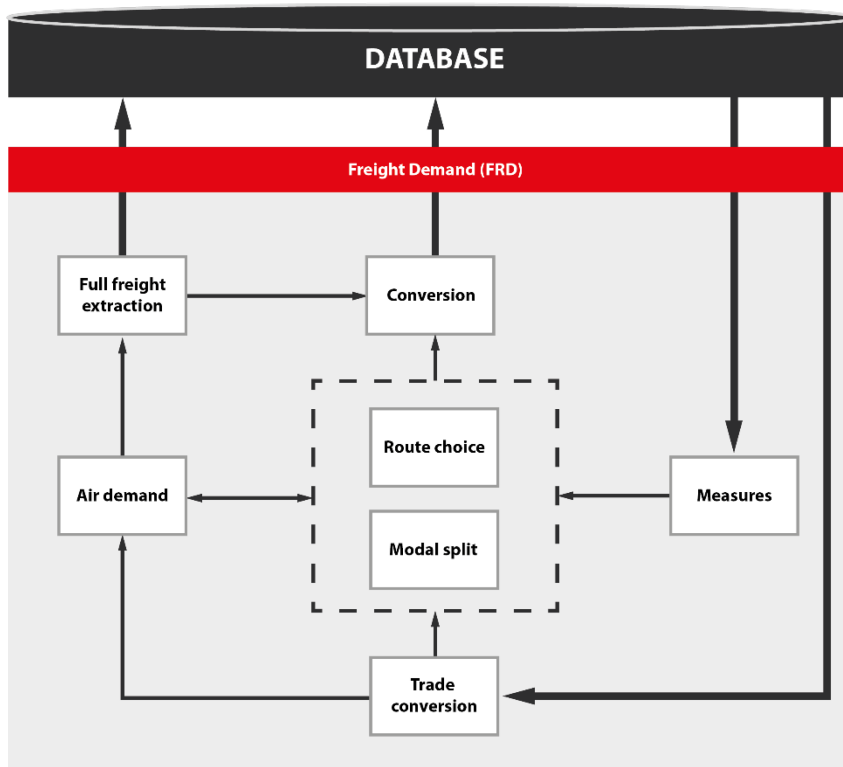 DATABASE
Freight Demand (FRD)
Full freight
extraction
Conversion
Route choice
Air demand
Measures
Modal split
Trade
conversion